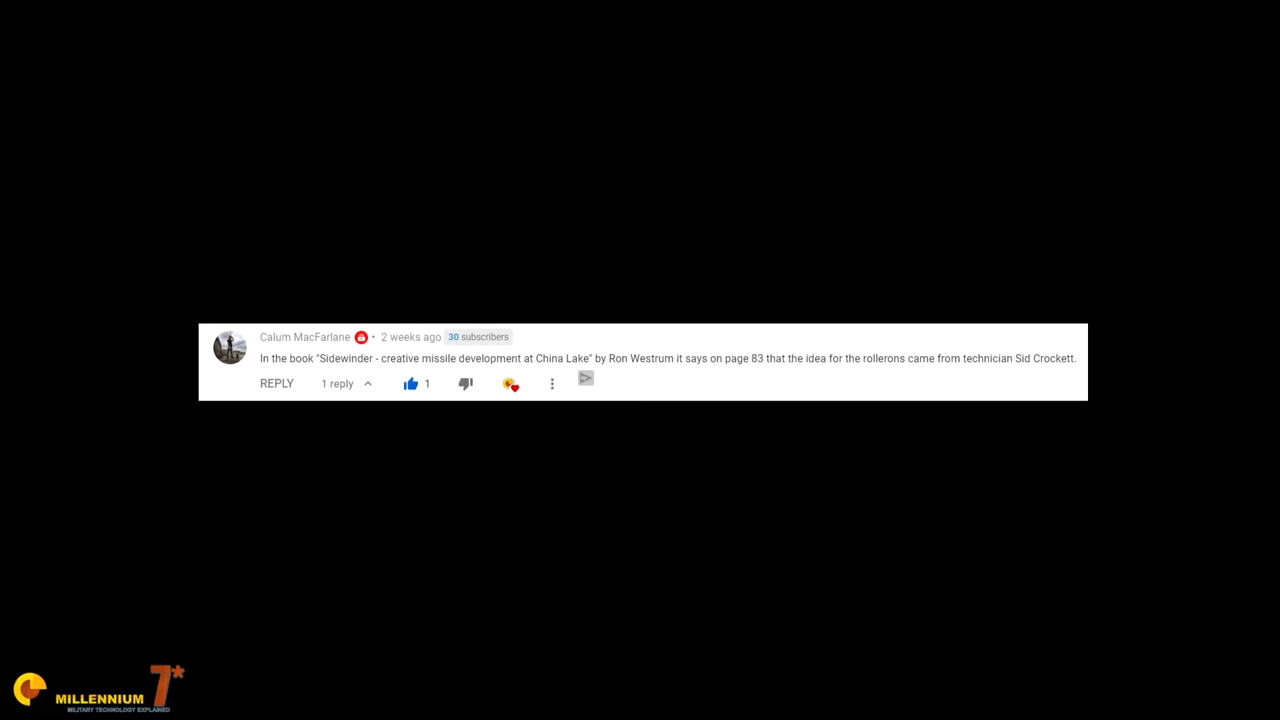 Calum MacFarlane • 2 weeks ago 30 subscribers
In the book "Sidewinder - creative missile development at China Lake" by Ron Westrum it says on page 83 that the idea for the rollerons came from technician Sid Crockett.
REPLY 1 reply 1
MILLENNIUM 7*
MILITARY TECHNOLOGY EXPLAINED